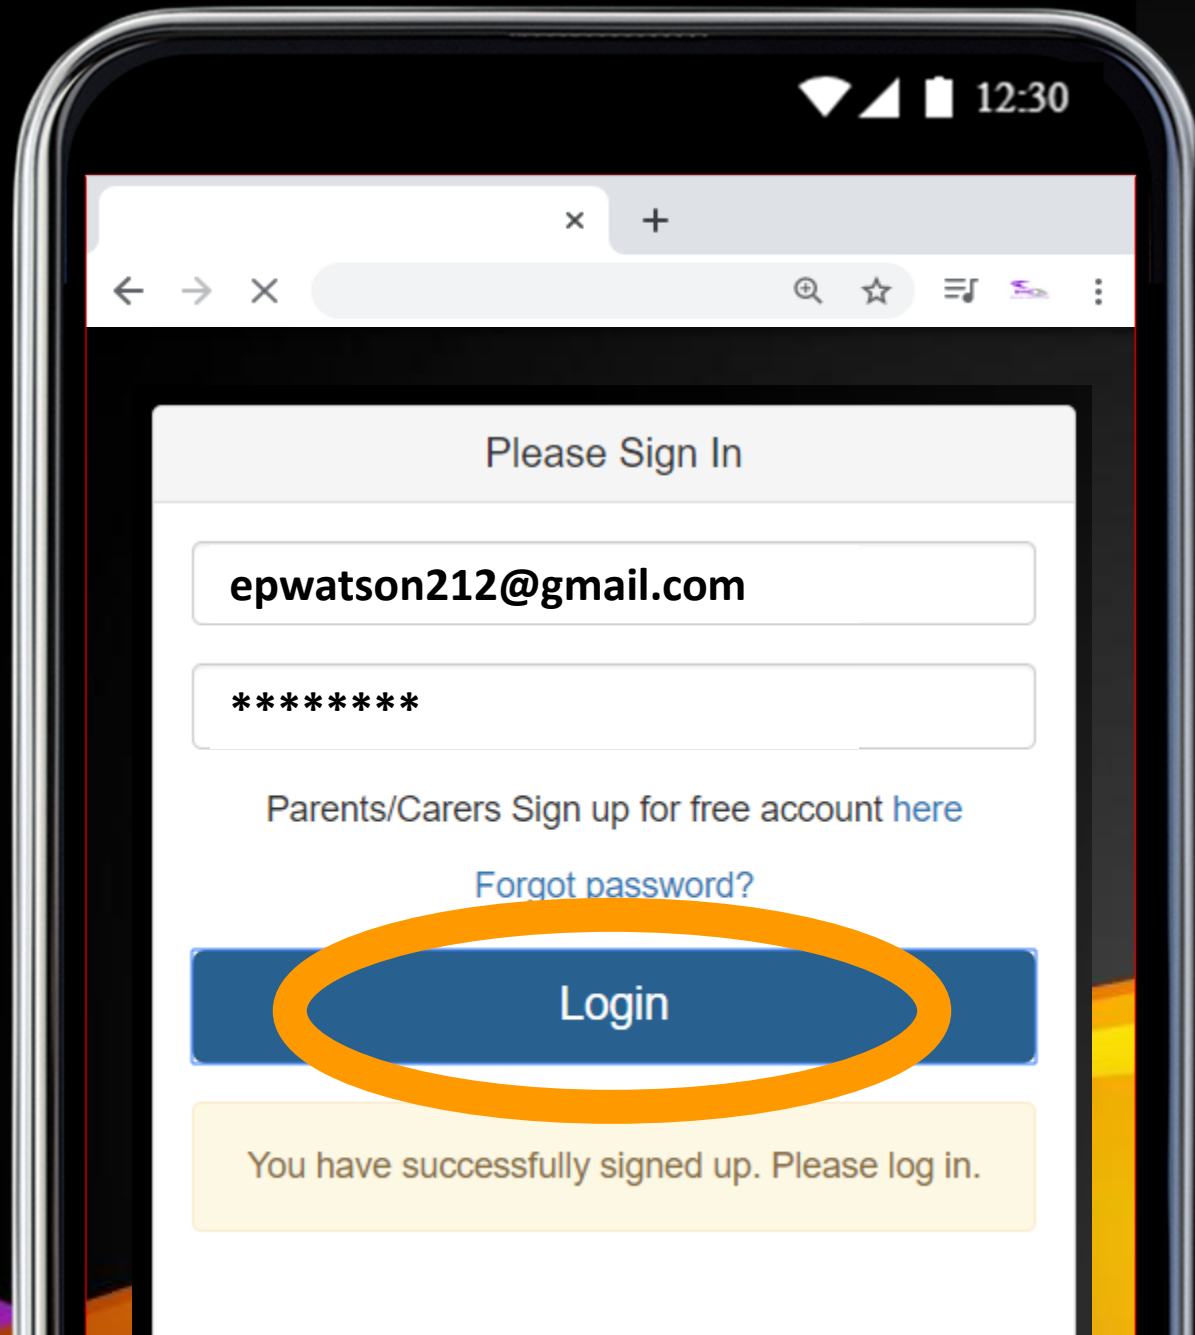 12:30
Please Sign In
epwatson212@gmail.com
********
Parents/Carers Sign up for free account here
Forgot password?
Login
You have successfully signed up. Please log in.